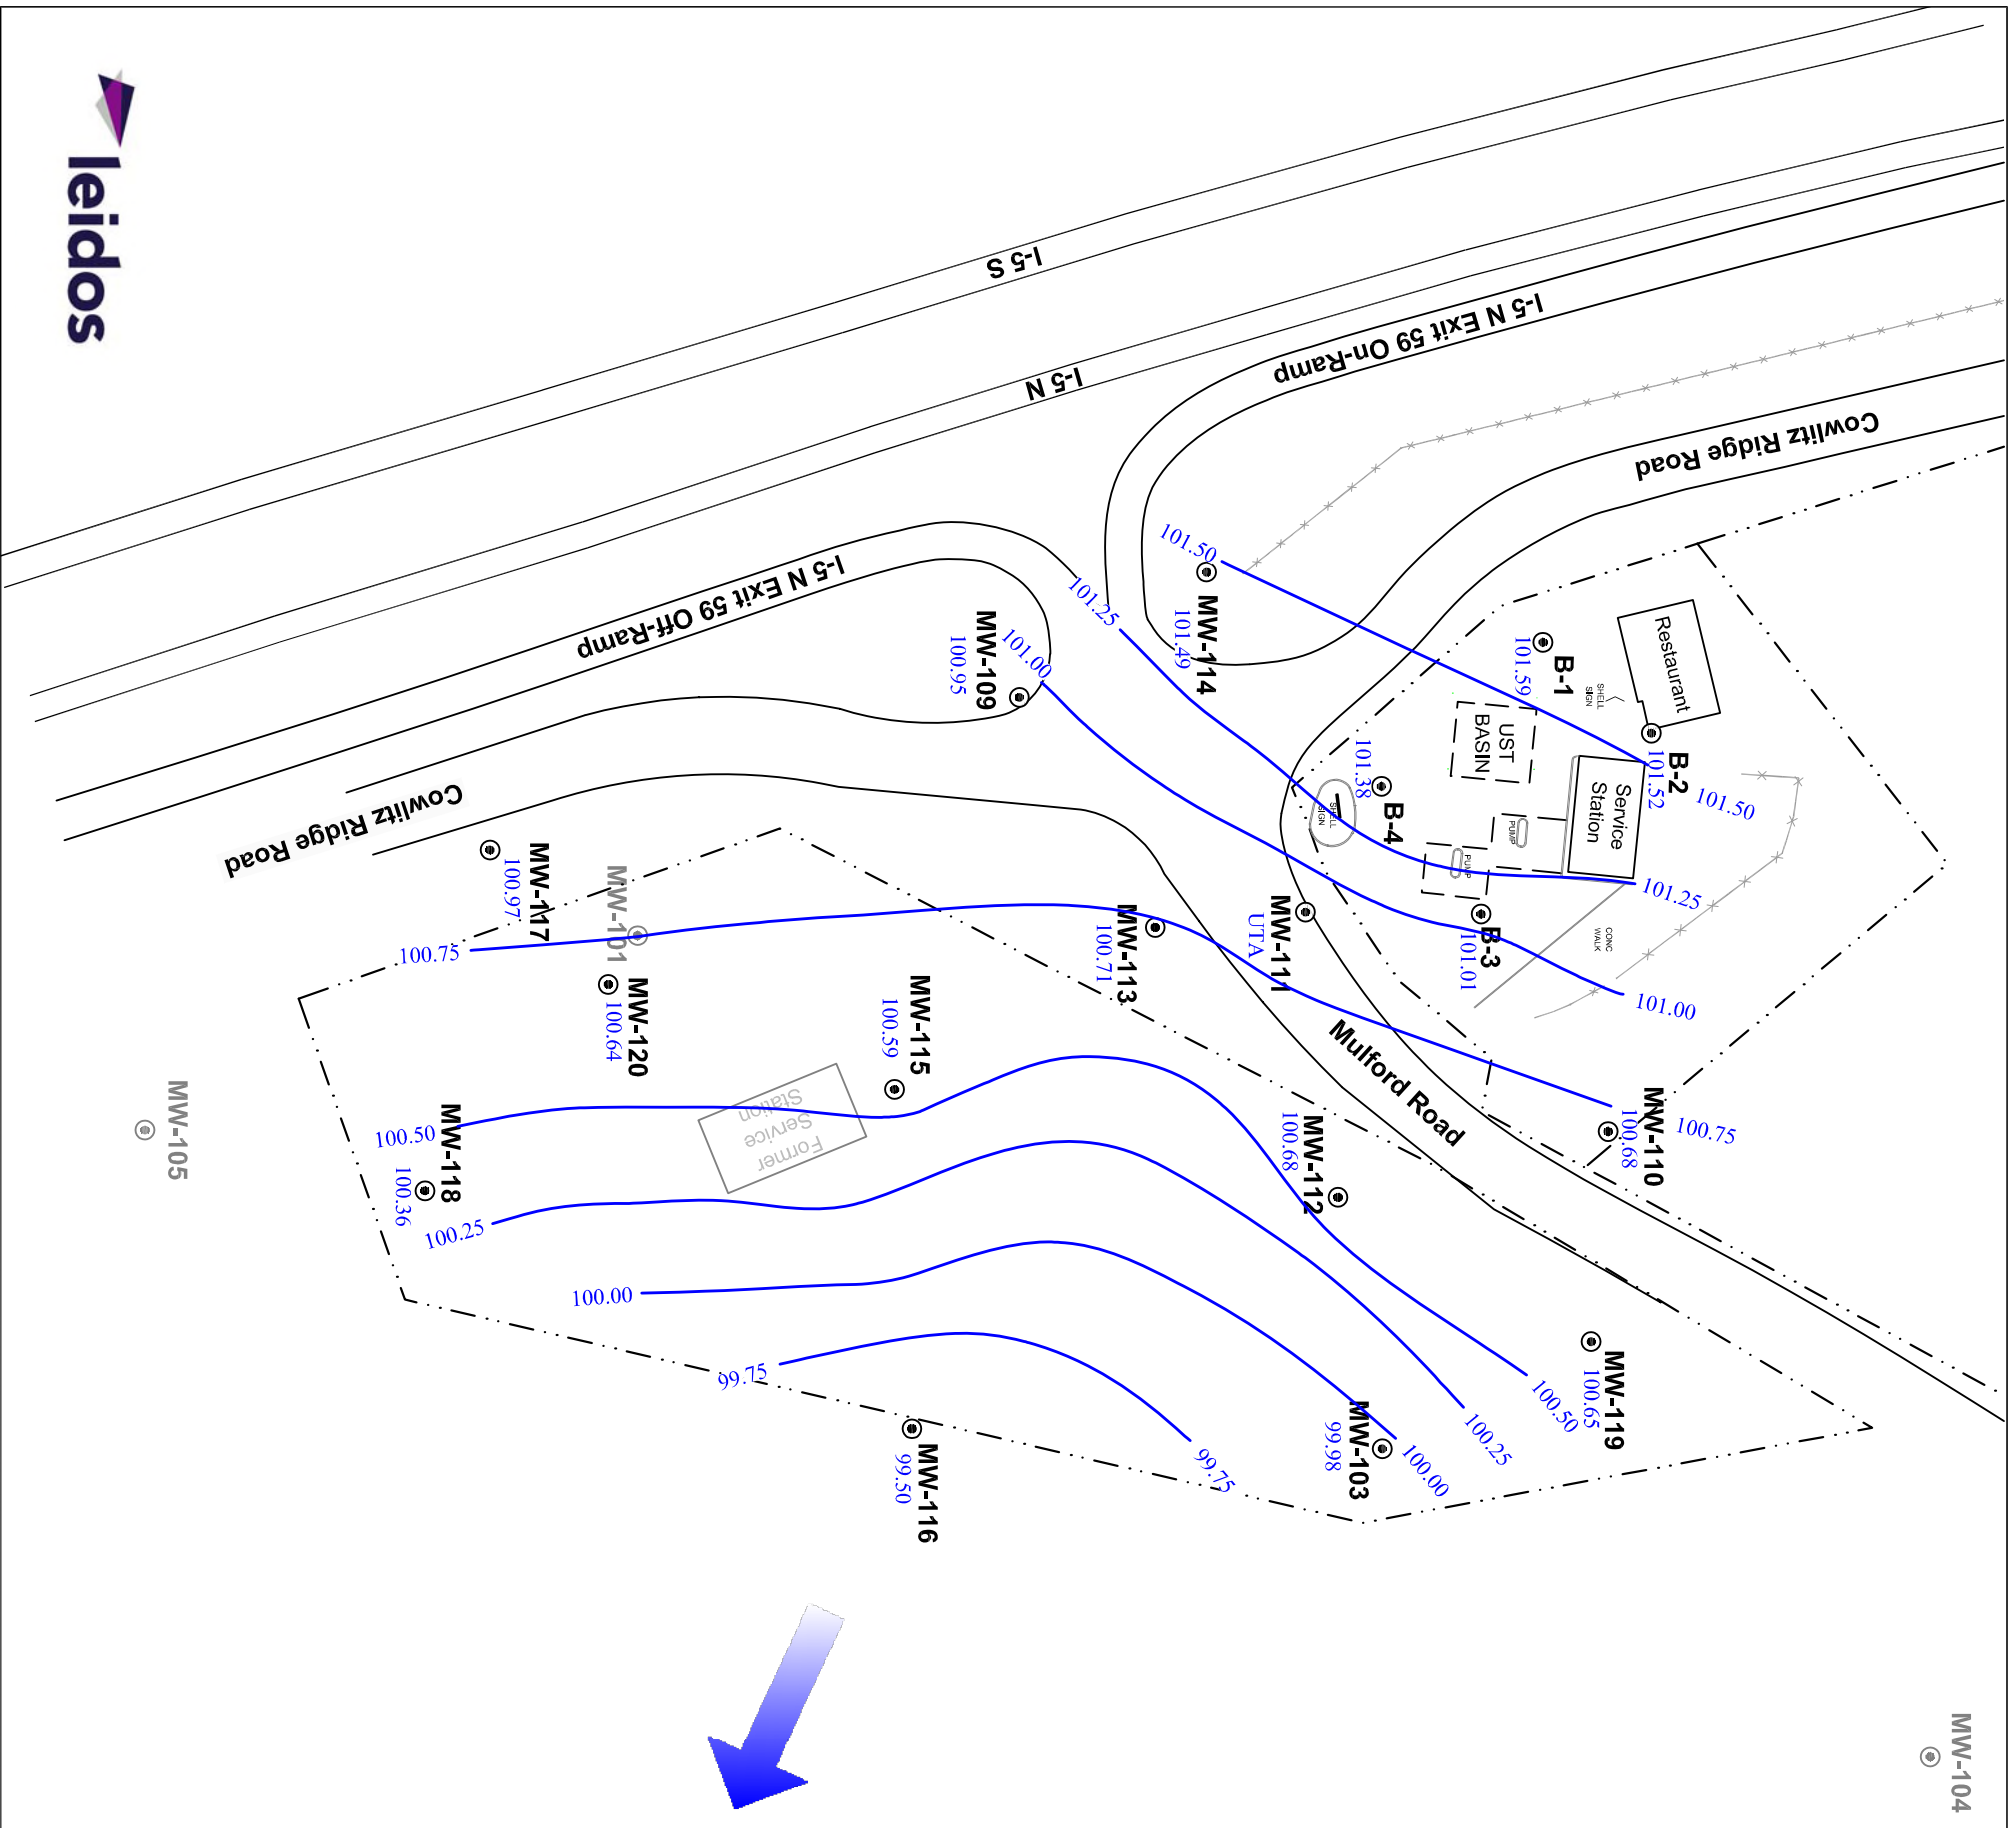 leidos
I-5 S
I-5 N
I-5 N Exit 59 On-Ramp
Cowlitz Ridge Road
I-5 N Exit 59 Off-Ramp
Cowlitz Ridge Road
Mulford Road
101.50
MW-114
101.49
101.25
101.00
MW-109
100.95
Restaurant
B-1
101.59
SHELL
SIGN
UST
BASIN
B-2
101.52
101.50
Service
Station
PUMP
PUMP
B-4
101.38
SHELL
SIGN
101.25
CONC
WALK
B-3
101.01
101.00
MW-111
UTA
MW-113
100.71
MW-117
100.97
MW-101
100.75
MW-120
100.64
MW-115
100.59
Former
Service
Station
MW-110
100.68
100.75
MW-112
100.68
MW-105
100.50
MW-118
100.36
100.25
100.00
99.75
MW-119
100.65
100.50
100.25
MW-103
99.98
100.00
99.75
MW-116
99.50
MW-104